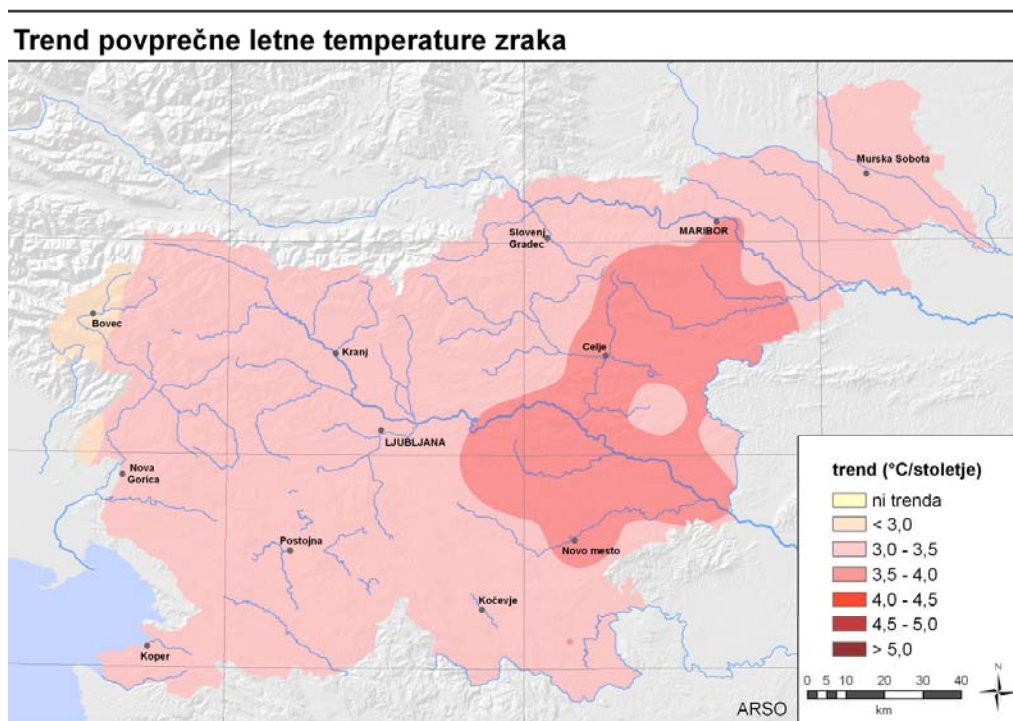 Trend povprečne letne temperature zraka
Murska Sobota
Slovenj
Gradec
MARIBOR
Bovec
Kranj
Celje
LJUBLJANA
Nova
Gorica
Postojna
Novo mesto
Kočevje
Koper
trend (°C/stoletje)
ni trenda
< 3,0
3,0 - 3,5
3,5 - 4,0
4,0 - 4,5
4,5 - 5,0
> 5,0
N
0 5 10 20 30 40
km
ARSO